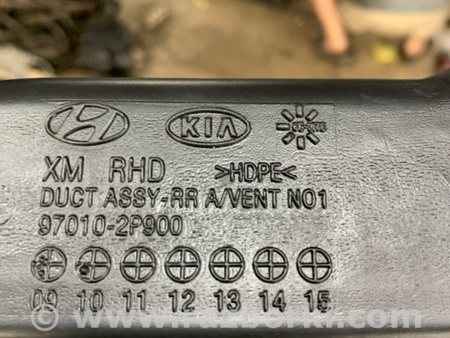 KIA
XM RHD >HDPE<
DUCT ASSY-RR A/VENT NO1
97010-2P900
09 10 11 12 13 14 15